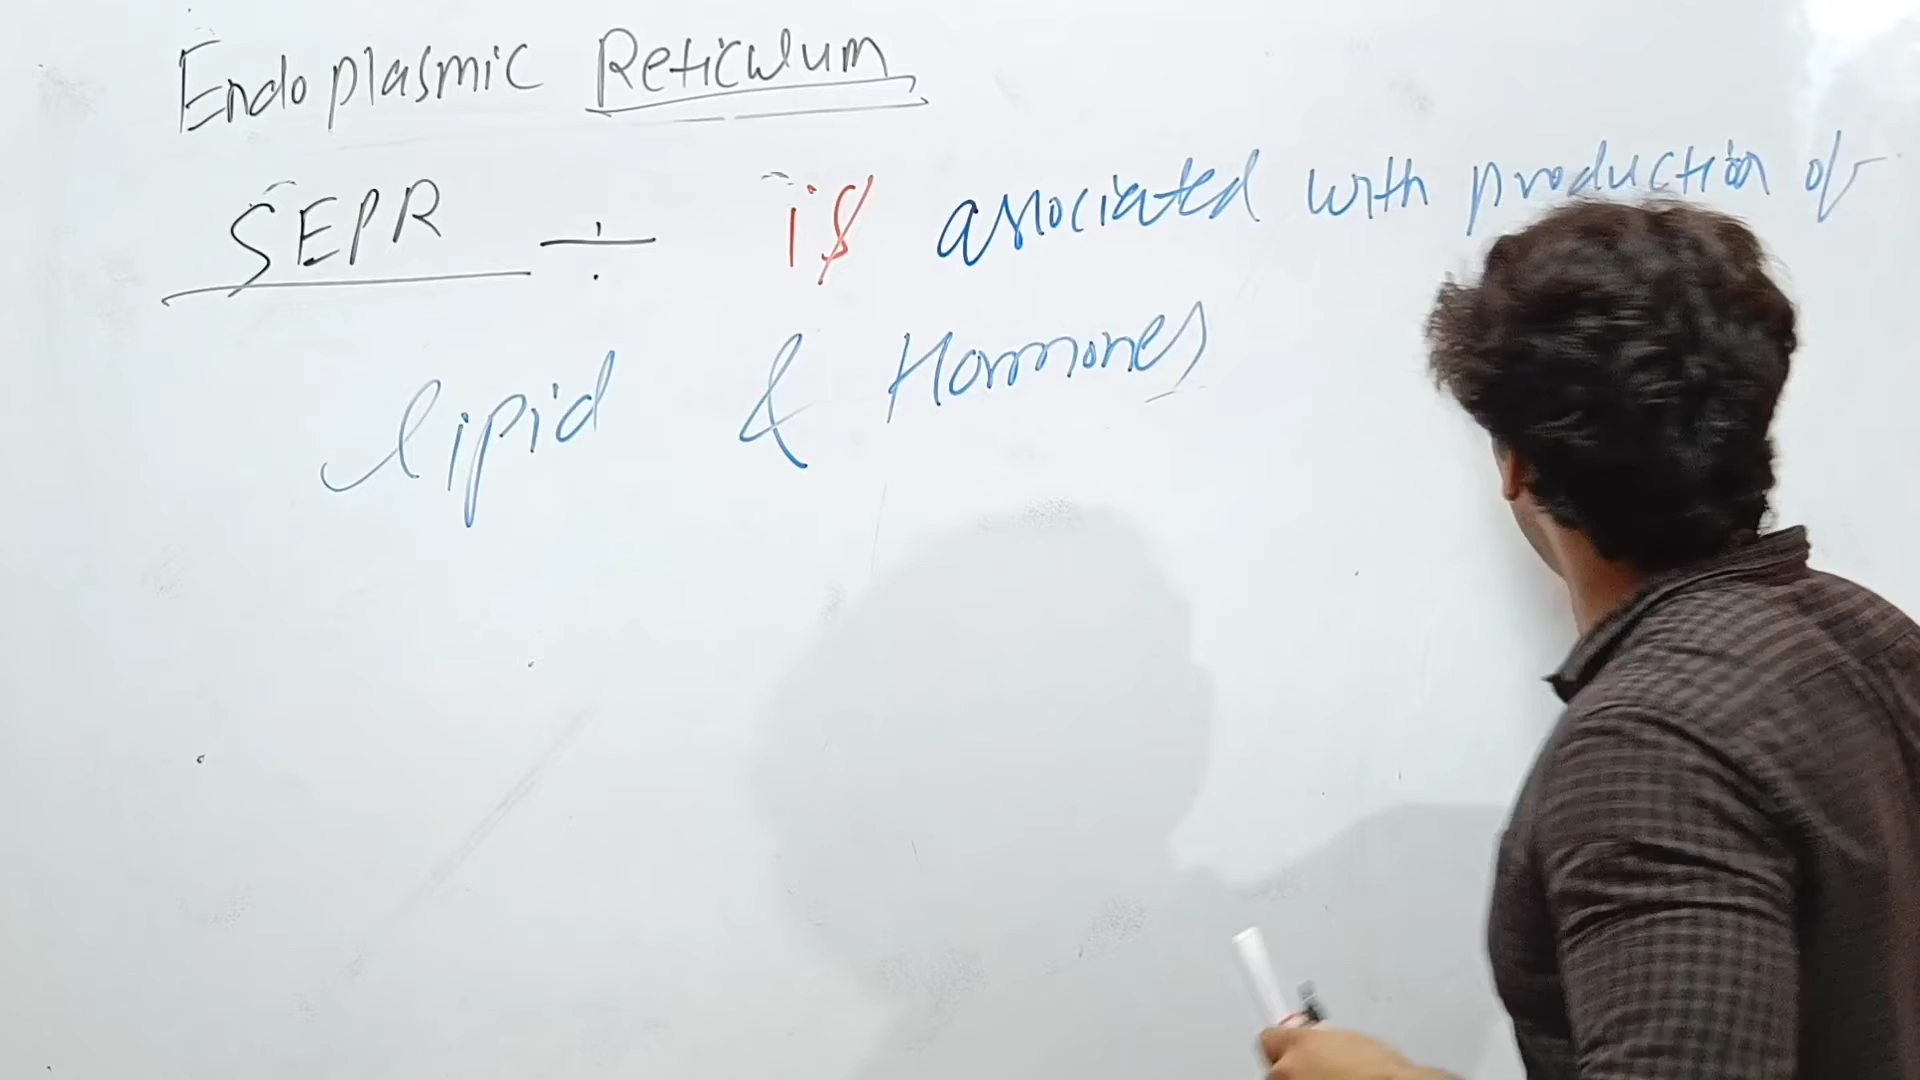 Endoplasmic Reticulum
SEPR ÷ is associated with production of
lipid & Hormones